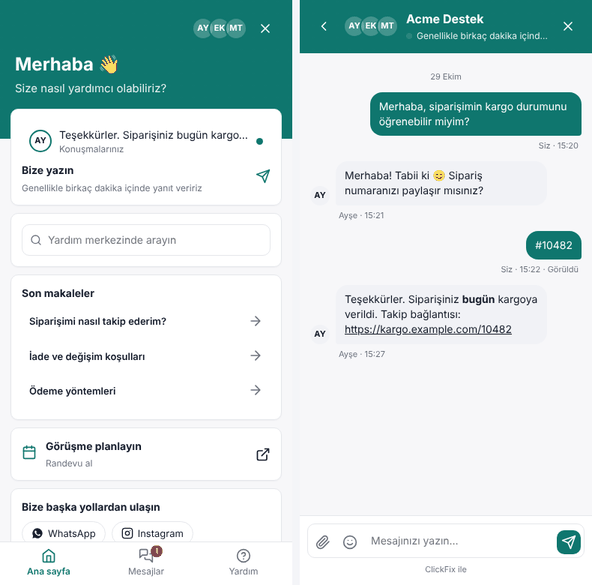 AY EK MT
Merhaba 👋
Size nasıl yardımcı olabiliriz?
AY
Teşekkürler. Siparişiniz bugün kargo...
Konuşmalarınız
Bize yazın
Genellikle birkaç dakika içinde yanıt veririz
Yardım merkezinde arayın
Son makaleler
Siparişimi nasıl takip ederim?
İade ve değişim koşulları
Ödeme yöntemleri
Görüşme planlayın
Randevu al
Bize başka yollardan ulaşın
WhatsApp
Instagram
Ana sayfa
Mesajlar
Yardım
AY EK MT
Acme Destek
Genellikle birkaç dakika içind...
29 Ekim
Merhaba, siparişimin kargo durumunu
öğrenebilir miyim?
Siz · 15:20
Merhaba! Tabii ki 😊 Sipariş
numaranızı paylaşır mısınız?
AY
Ayşe · 15:21
#10482
Siz · 15:22 · Görüldü
Teşekkürler. Siparişiniz bugün kargoya
verildi. Takip bağlantısı:
https://kargo.example.com/10482
AY
Ayşe · 15:27
Mesajınızı yazın...
ClickFix ile